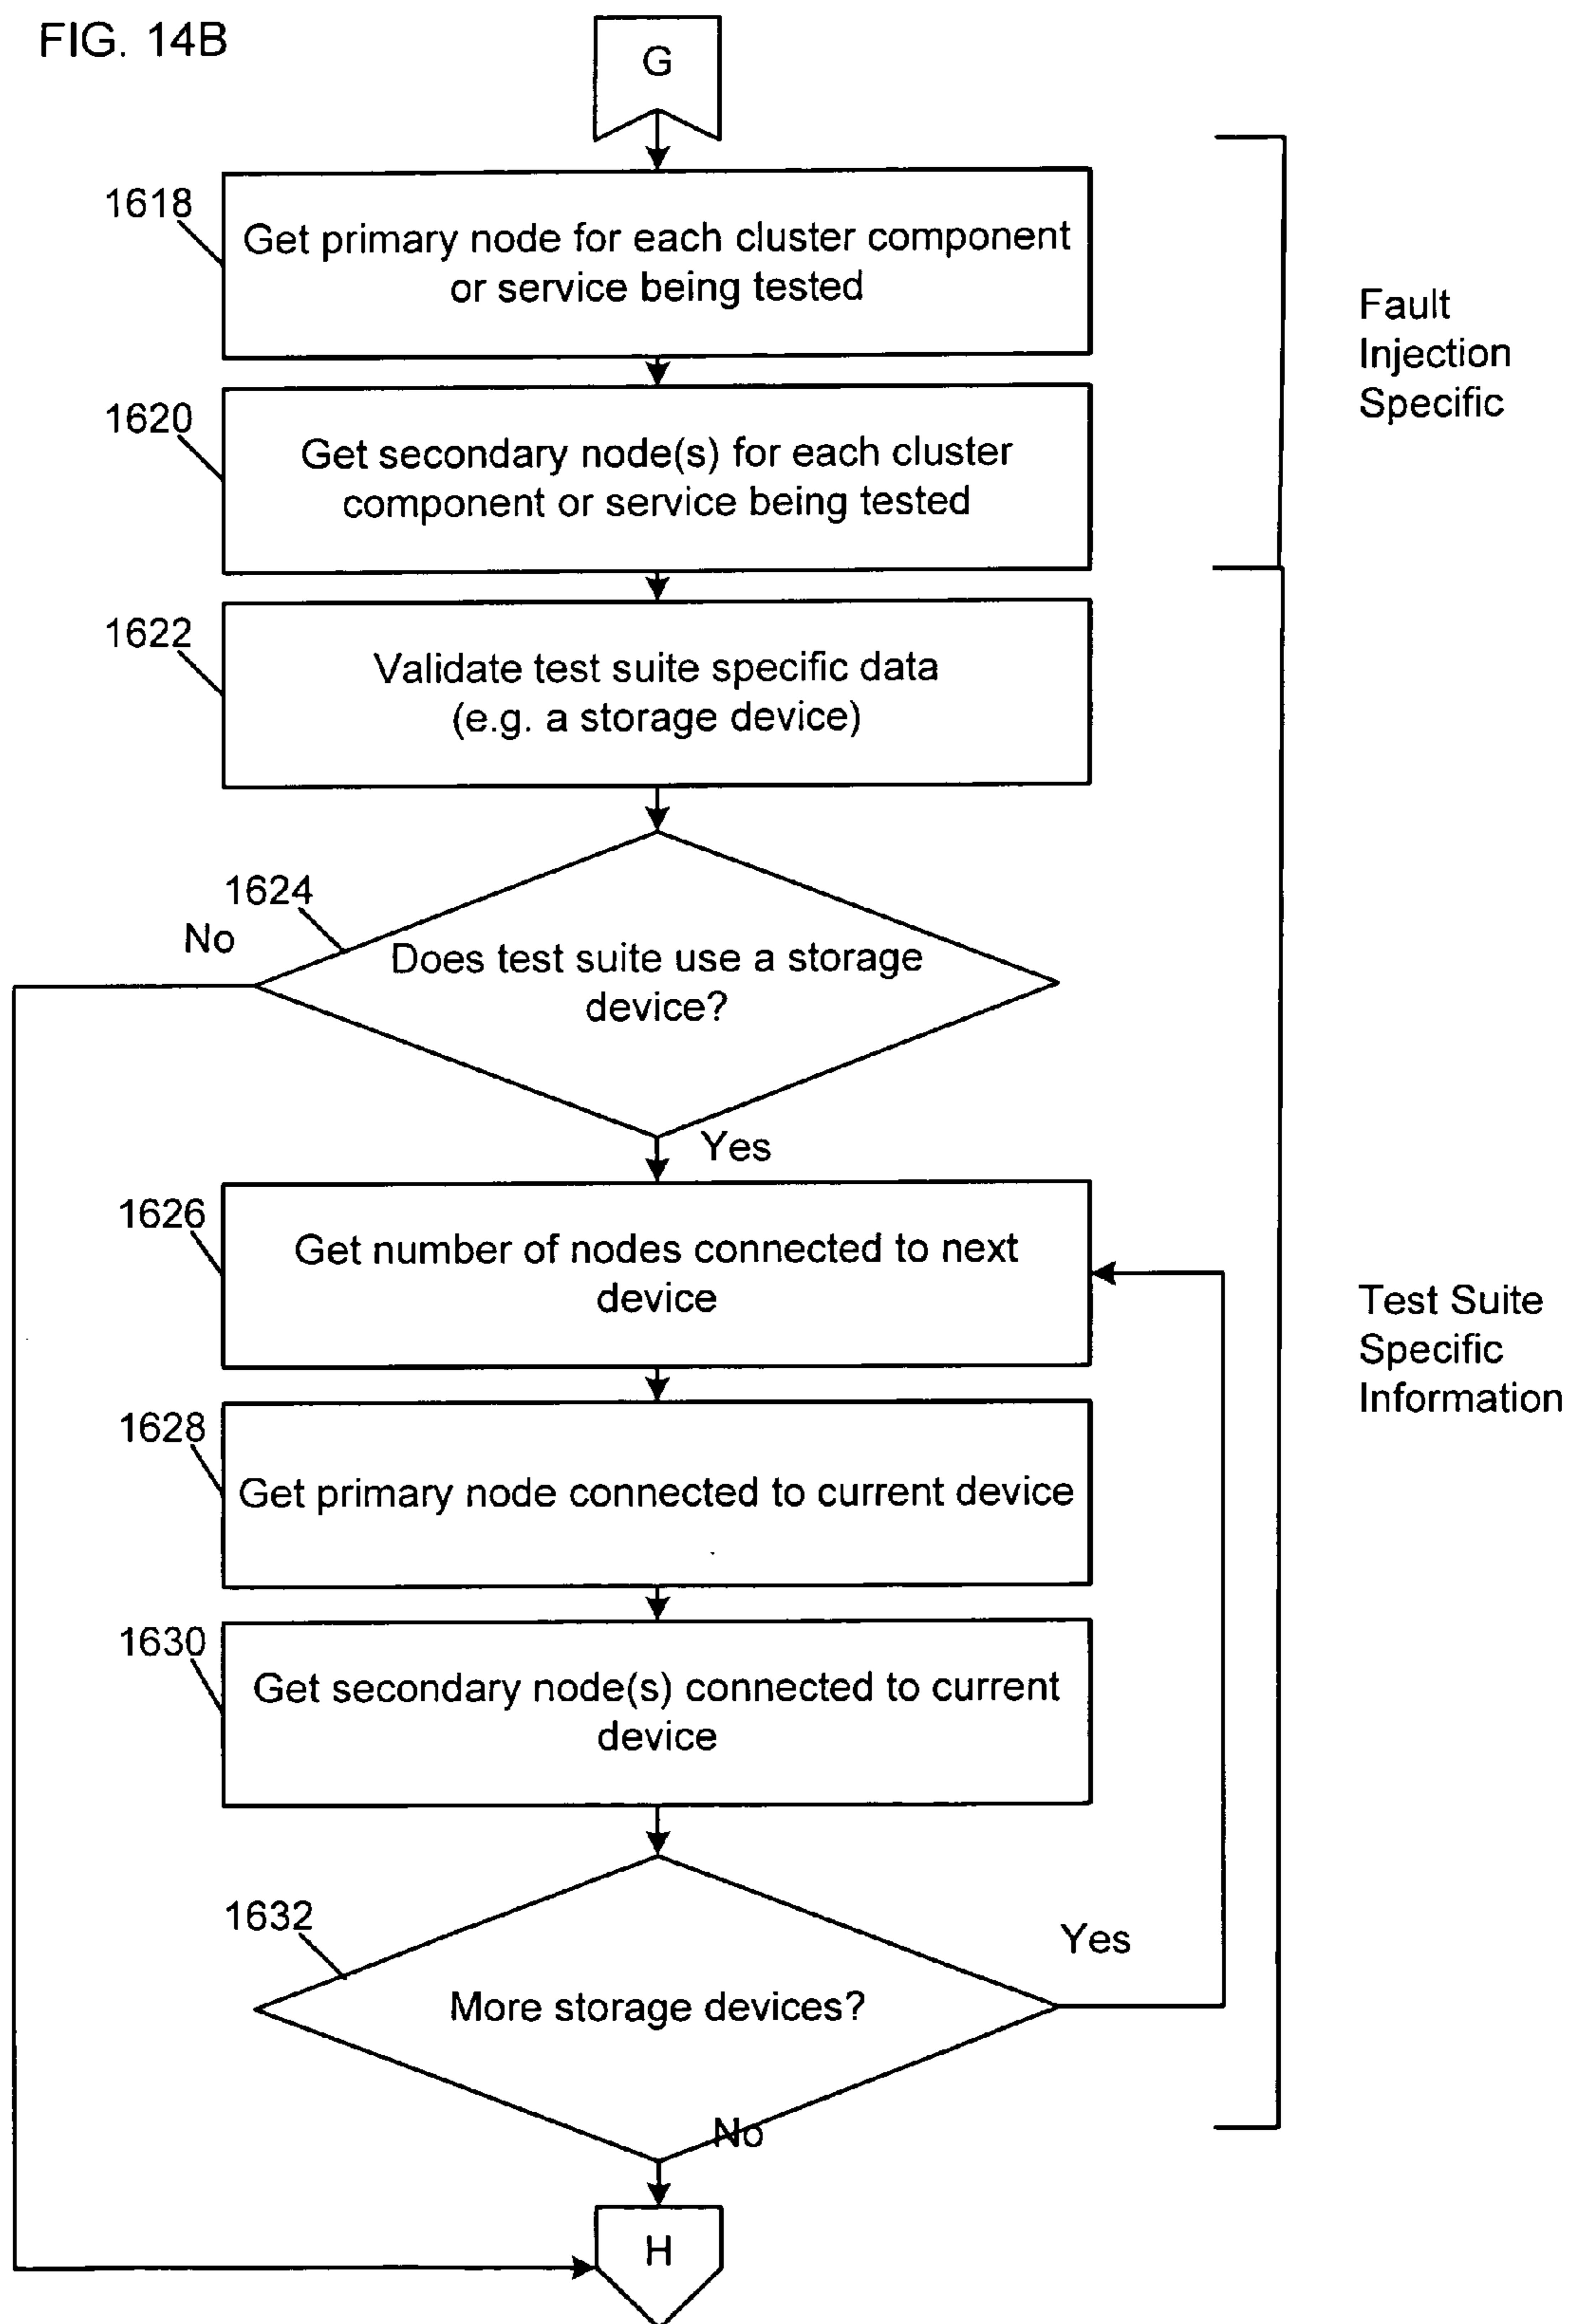 FIG. 14B
G
1618
Get primary node for each cluster component
or service being tested
Fault
Injection
Specific
1620
Get secondary node(s) for each cluster
component or service being tested
1622
Validate test suite specific data
(e.g. a storage device)
1624
No
Does test suite use a storage
device?
Yes
1626
Get number of nodes connected to next
device
Test Suite
Specific
Information
1628
Get primary node connected to current device
1630
Get secondary node(s) connected to current
device
1632
Yes
More storage devices?
No
H